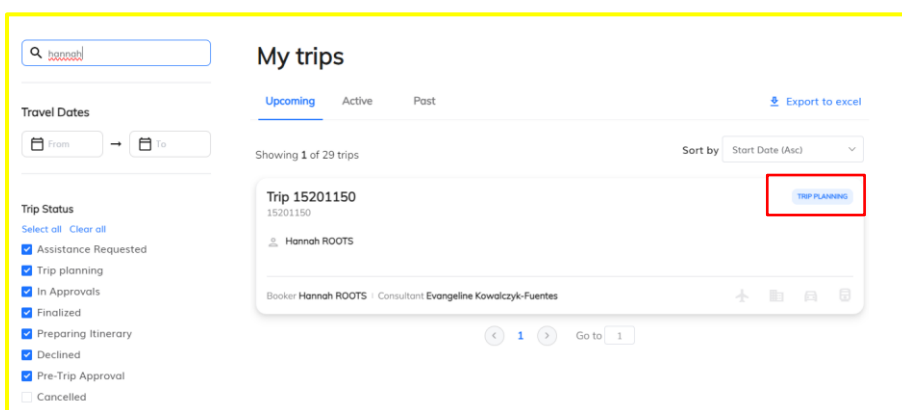 hannah
My trips
Upcoming Active Past
Export to excel
Travel Dates
From → To
Showing 1 of 29 trips
Sort by Start Date (Asc)
Trip 15201150
TRIP PLANNING
15201150
Hannah ROOTS
Booker Hannah ROOTS | Consultant Evangeline Kowalczyk-Fuentes
< 1 > Go to 1
Trip Status
Select all Clear all
Assistance Requested
Trip planning
In Approvals
Finalized
Preparing Itinerary
Declined
Pre-Trip Approval
Cancelled